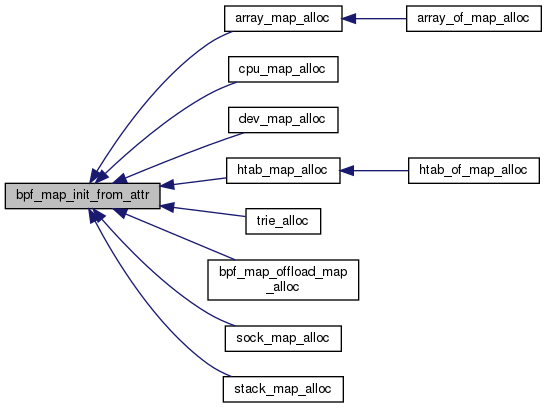 array_map_alloc
array_of_map_alloc
cpu_map_alloc
dev_map_alloc
htab_map_alloc
htab_of_map_alloc
bpf_map_init_from_attr
trie_alloc
bpf_map_offload_map
_alloc
sock_map_alloc
stack_map_alloc